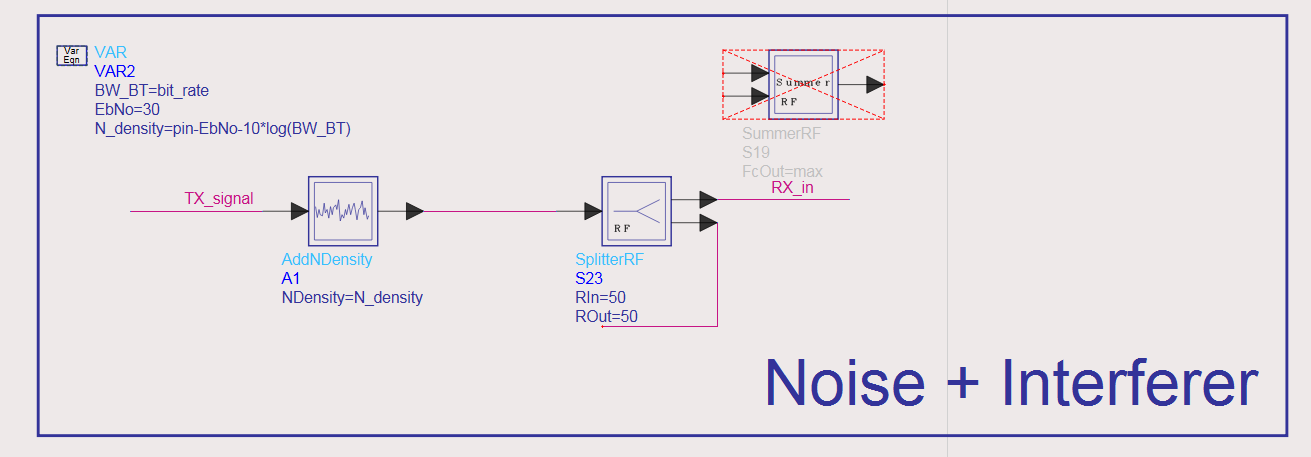 Var
Eqn
VAR
VAR2
BW_BT=bit_rate
EbNo=30
N_density=pin-EbNo-10*log(BW_BT)
Summer
RF
SummerRF
S19
FcOut=max
RX_in
TX_signal
RF
AddNDensity
A1
NDensity=N_density
SplitterRF
S23
RIn=50
ROut=50
Noise + Interferer